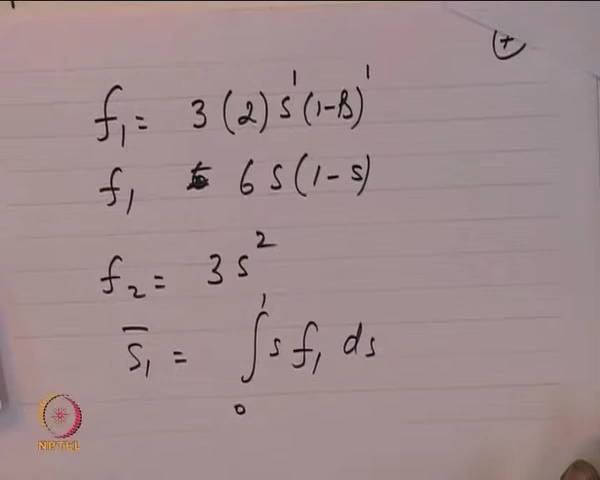 (+)
f₁ = 3 (2) s¹ (1-s)¹
f₁ = 6 s (1-s)
f₂ = 3 s²
s̄₁ = ∫₀¹ s f₁ ds
NPTEL